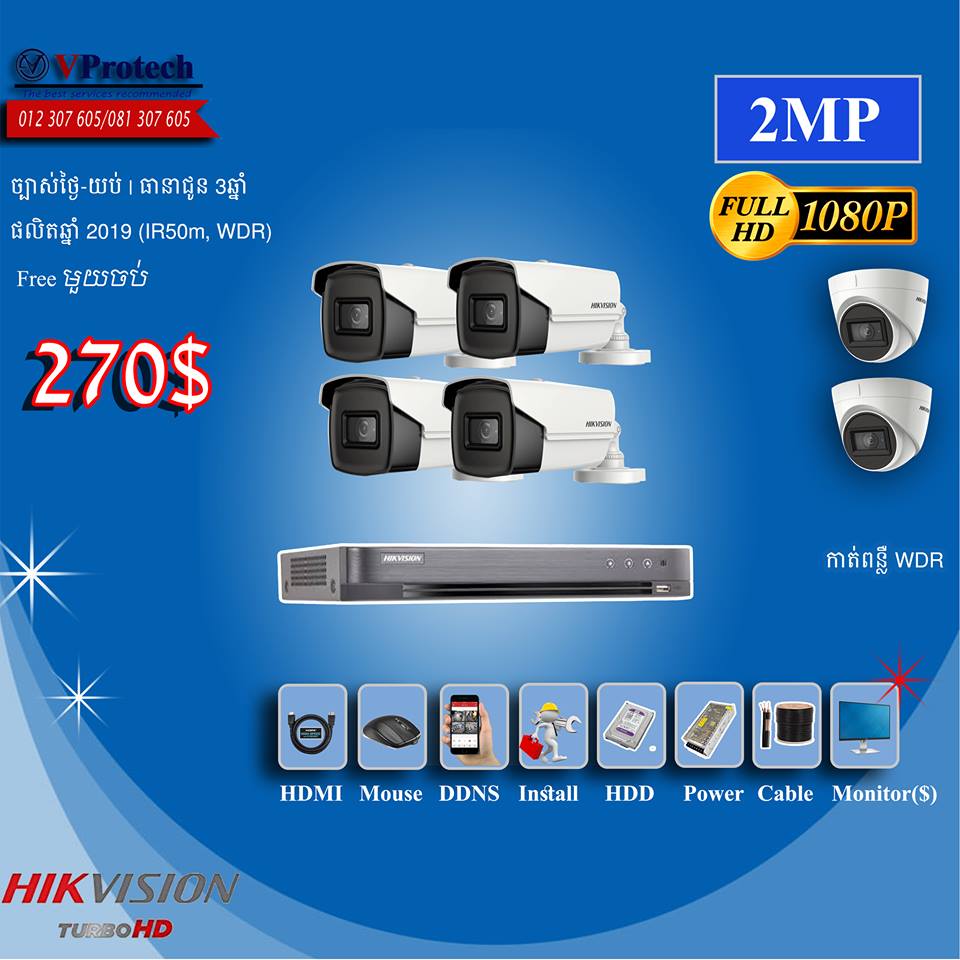 VProtech
The best services recommended
012 307 605/081 307 605
2MP
FULL HD 1080P
ច្បាស់ថ្ងៃ-យប់ | ធានាជូន 3ឆ្នាំ
ផលិតឆ្នាំ 2019 (IR50m, WDR)
Free មួយចប់
270$
HIKVISION
HIKVISION
HIKVISION
កាត់ពន្លឺ WDR
HDMI Mouse DDNS Install HDD Power Cable Monitor($)
HIKVISION
TURBOHD